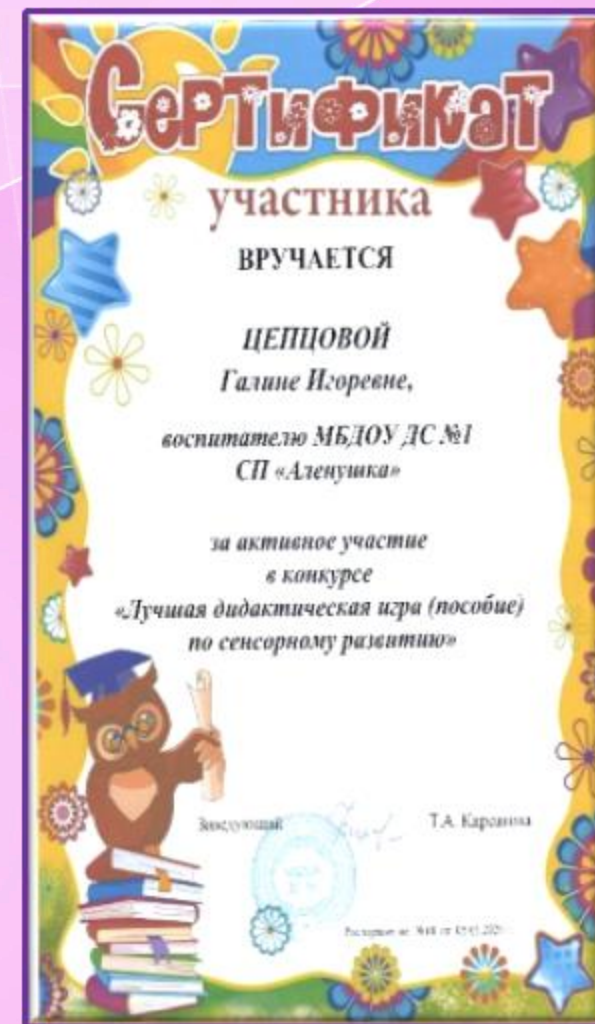 Сертификат
участника
ВРУЧАЕТСЯ
ЦЕПЦОВОЙ
Галине Игоревне,
воспитателю МБДОУ ДС №1
СП «Аленушка»
за активное участие
в конкурсе
«Лучшая дидактическая игра (пособие)
по сенсорному развитию»
Заведующий Т.А.